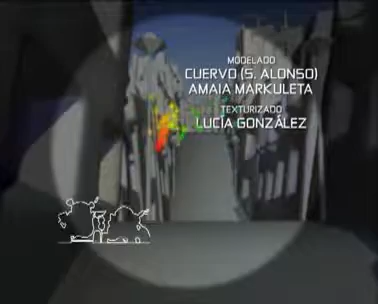 MODELADO
CUERVO (S. ALONSO)
AMAIA MARKULETA
TEXTURIZADO
LUCÍA GONZÁLEZ